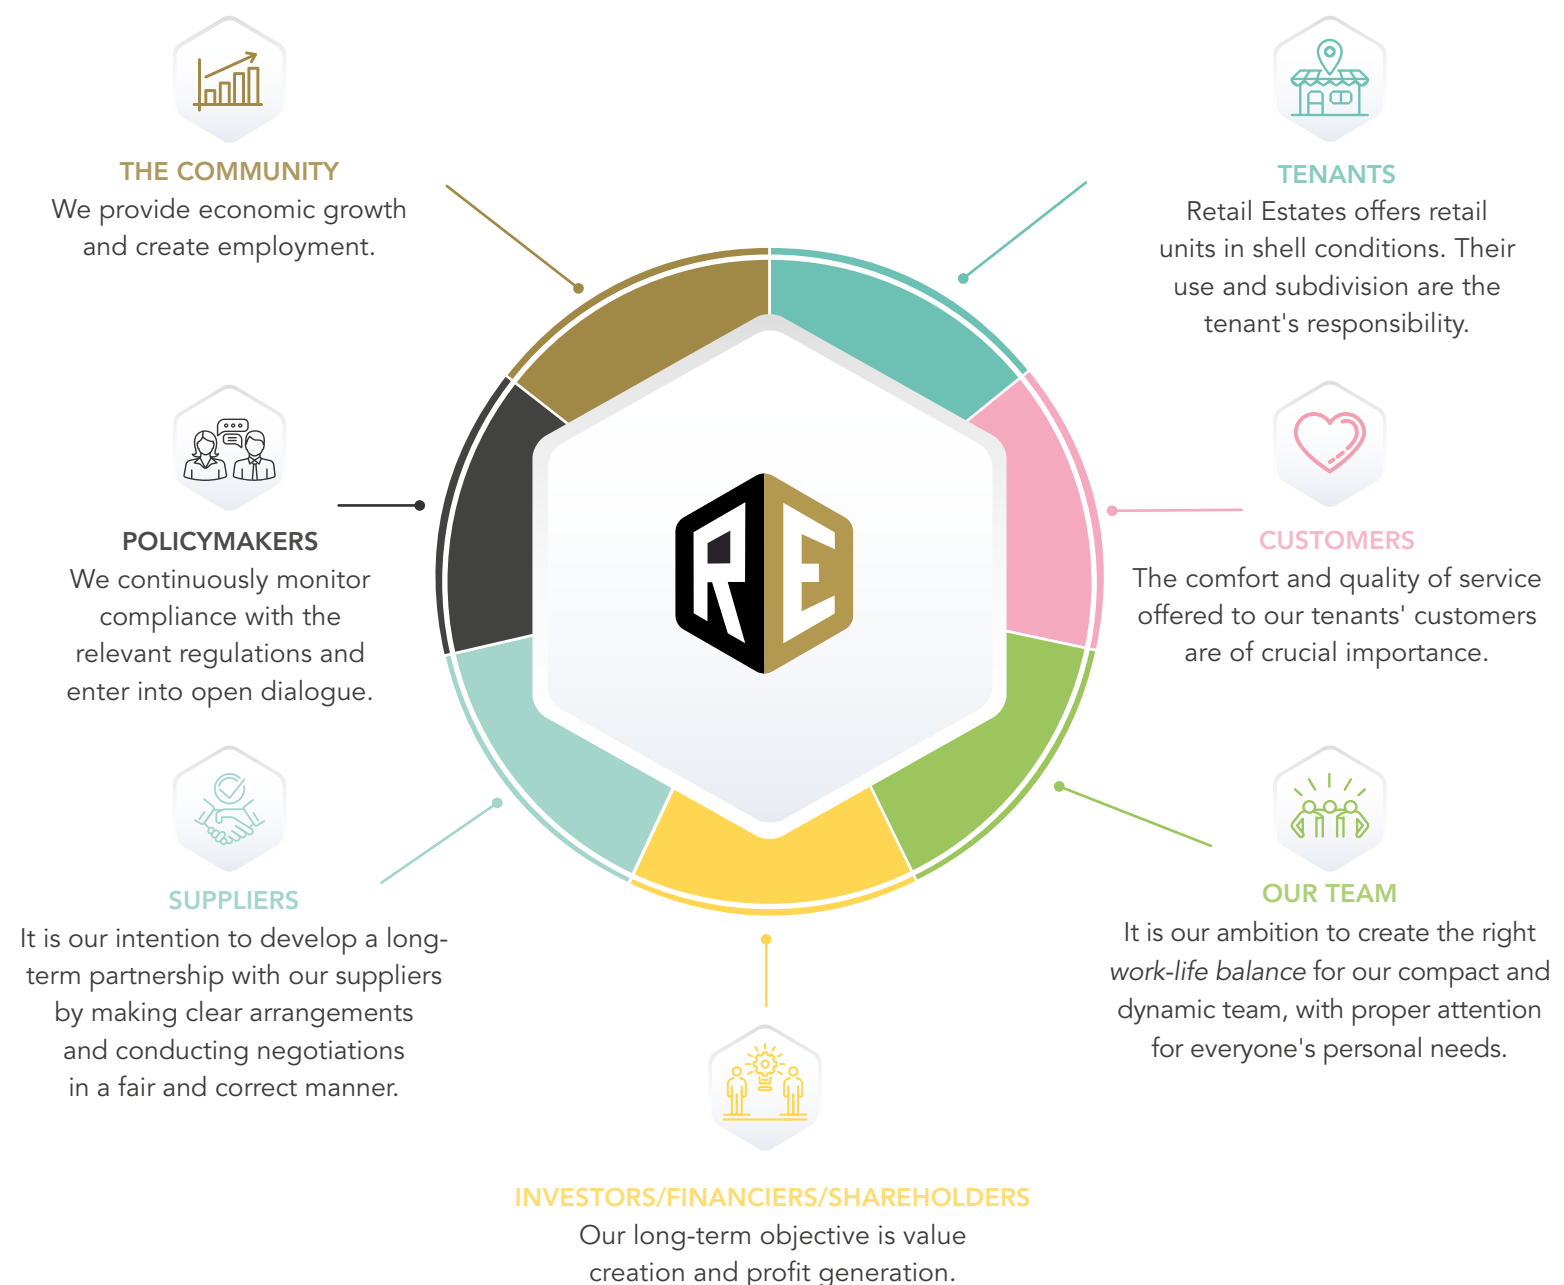 THE COMMUNITY
We provide economic growth
and create employment.
TENANTS
Retail Estates offers retail
units in shell conditions. Their
use and subdivision are the
tenant's responsibility.
POLICYMAKERS
We continuously monitor
compliance with the
relevant regulations and
enter into open dialogue.
RE
CUSTOMERS
The comfort and quality of service
offered to our tenants' customers
are of crucial importance.
SUPPLIERS
It is our intention to develop a long-
term partnership with our suppliers
by making clear arrangements
and conducting negotiations
in a fair and correct manner.
OUR TEAM
It is our ambition to create the right
work-life balance for our compact and
dynamic team, with proper attention
for everyone's personal needs.
INVESTORS/FINANCIERS/SHAREHOLDERS
Our long-term objective is value
creation and profit generation.